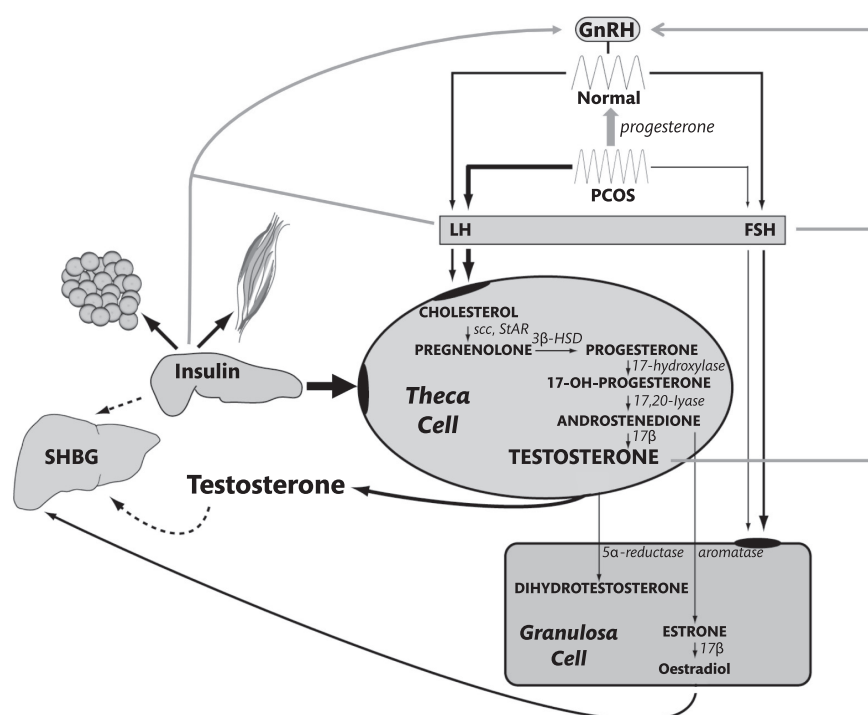 GnRH
Normal
progesterone
PCOS
LH
FSH
CHOLESTEROL
scc, StAR
3β-HSD
PREGNENOLONE
PROGESTERONE
17-hydroxylase
17-OH-PROGESTERONE
17,20-lyase
ANDROSTENEDIONE
17β
TESTOSTERONE
Theca
Cell
Insulin
SHBG
Testosterone
5α-reductase
aromatase
DIHYDROTESTOSTERONE
Granulosa
Cell
ESTRONE
17β
Oestradiol